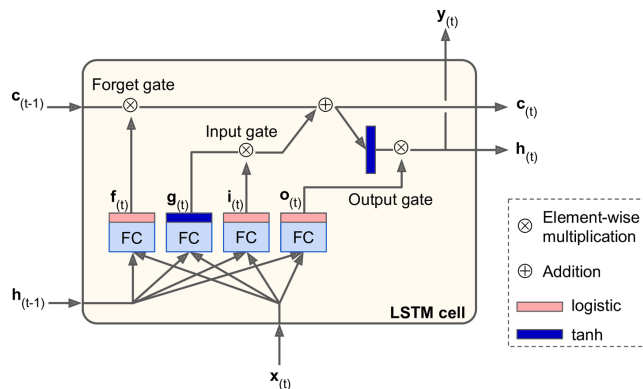 y(t)
Forget gate
c(t-1)
c(t)
Input gate
h(t)
f(t)
g(t)
i(t)
o(t)
Output gate
FC
FC
FC
FC
h(t-1)
LSTM cell
x(t)
Element-wise
multiplication
Addition
logistic
tanh